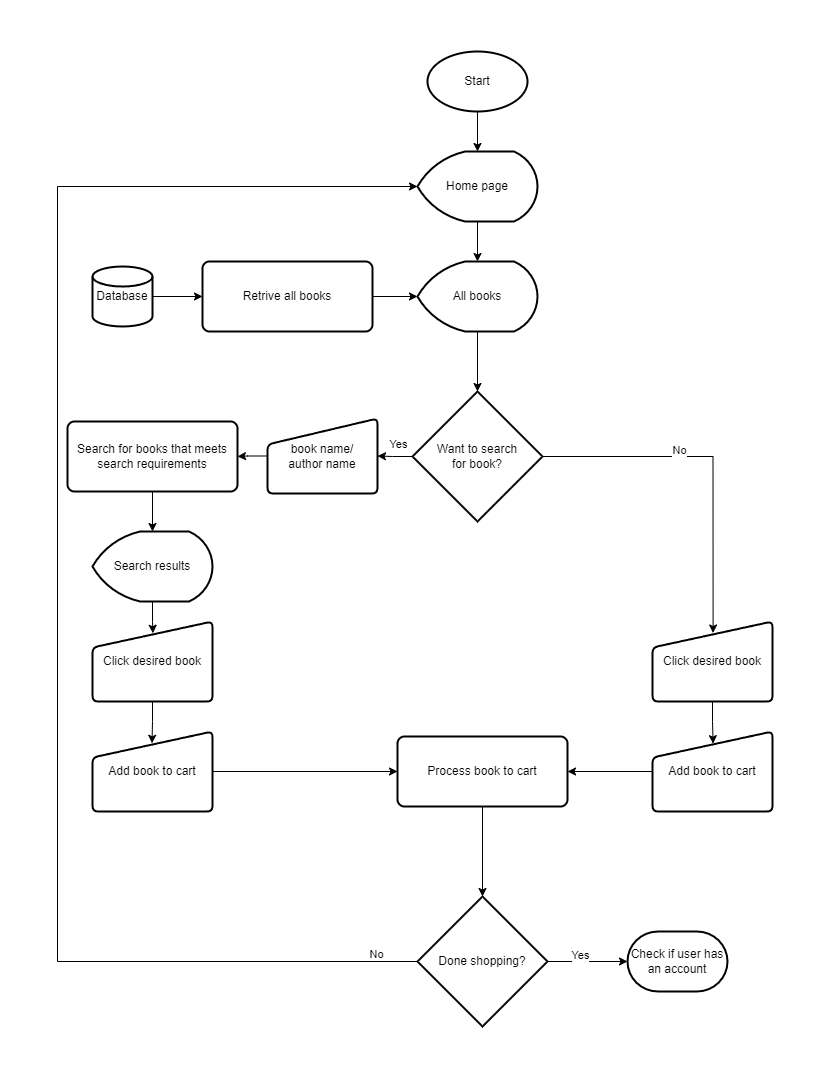 Start
Home page
Database
Retrive all books
All books
Want to search
for book?
Yes
No
book name/
author name
Search for books that meets
search requirements
Search results
Click desired book
Click desired book
Add book to cart
Process book to cart
Add book to cart
Done shopping?
No
Yes
Check if user has
an account